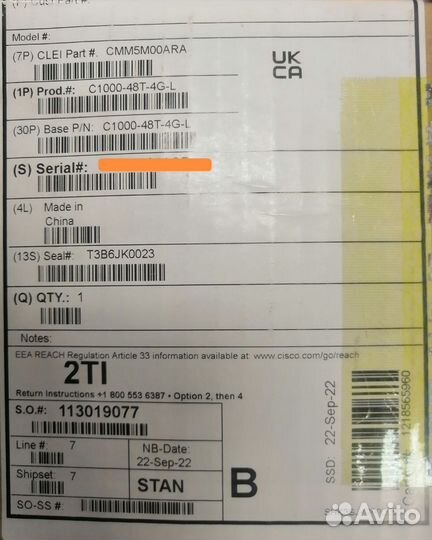 Model #:
(7P) CLEI Part #: CMM5M00ARA
UK
CA
(1P) Prod.#: C1000-48T-4G-L
(30P) Base P/N: C1000-48T-4G-L
(S) Serial#:
(4L) Made in
China
(13S) Seal#: T3B6JK0023
(Q) QTY.: 1
Notes:
EEA REACH Regulation Article 33 information available at: www.cisco.com/go/reach
2TI
Return Instructions +1 800 553 6387 • Option 2, then 4
S.O.#: 113019077
Line #: 7
NB-Date:
22-Sep-22
Shipset: 7
STAN
SO-SS #:
B
SSD: 22-Sep-22
1218565960
Avito